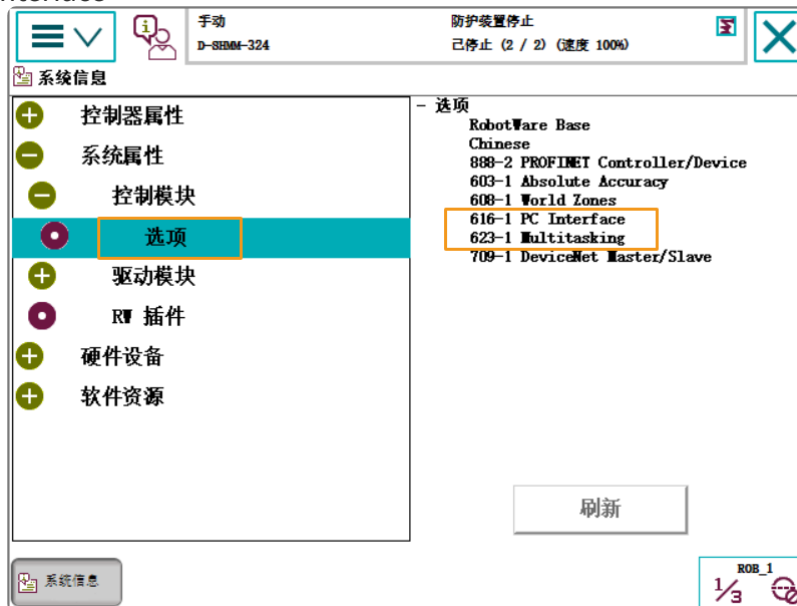 手动
D-SHMM-324
防护装置停止
己停止 (2 / 2) (速度 100%)
系统信息
控制器属性
系统属性
控制模块
选项
驱动模块
RW 插件
硬件设备
软件资源
- 选项
RobotWare Base
Chinese
888-2 PROFINET Controller/Device
603-1 Absolute Accuracy
608-1 World Zones
616-1 PC Interface
623-1 Multitasking
709-1 DeviceNet Master/Slave
刷新
系统信息
ROB_1
1/3